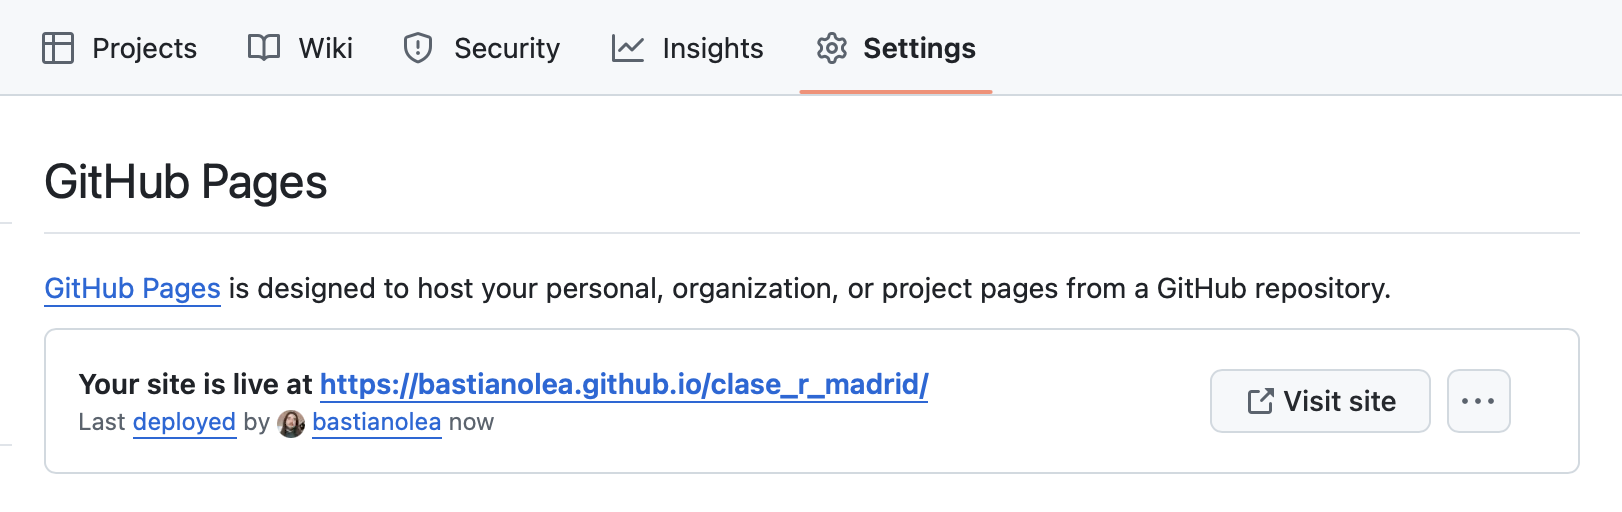 Projects Wiki Security Insights Settings
GitHub Pages
GitHub Pages is designed to host your personal, organization, or project pages from a GitHub repository.
Your site is live at https://bastianolea.github.io/clase_r_madrid/
Last deployed by bastianolea now
Visit site